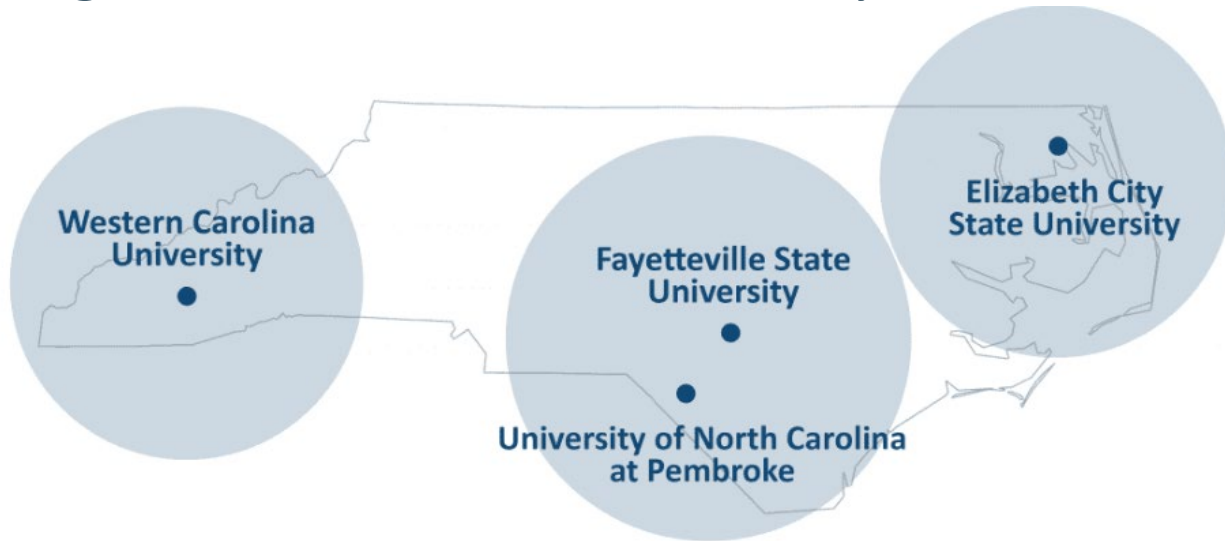 Western Carolina
University
Elizabeth City
State University
Fayetteville State
University
University of North Carolina
at Pembroke